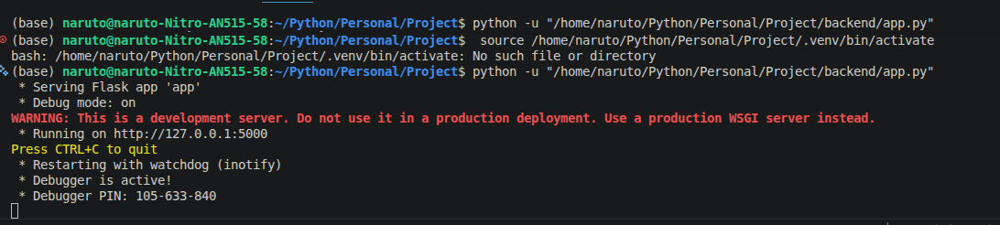 (base) naruto@naruto-Nitro-AN515-58:~/Python/Personal/Project$ python -u "/home/naruto/Python/Personal/Project/backend/app.py"
(base) naruto@naruto-Nitro-AN515-58:~/Python/Personal/Project$  source /home/naruto/Python/Personal/Project/.venv/bin/activate
bash: /home/naruto/Python/Personal/Project/.venv/bin/activate: No such file or directory
(base) naruto@naruto-Nitro-AN515-58:~/Python/Personal/Project$ python -u "/home/naruto/Python/Personal/Project/backend/app.py"
 * Serving Flask app 'app'
 * Debug mode: on
WARNING: This is a development server. Do not use it in a production deployment. Use a production WSGI server instead.
 * Running on http://127.0.0.1:5000
Press CTRL+C to quit
 * Restarting with watchdog (inotify)
 * Debugger is active!
 * Debugger PIN: 105-633-840